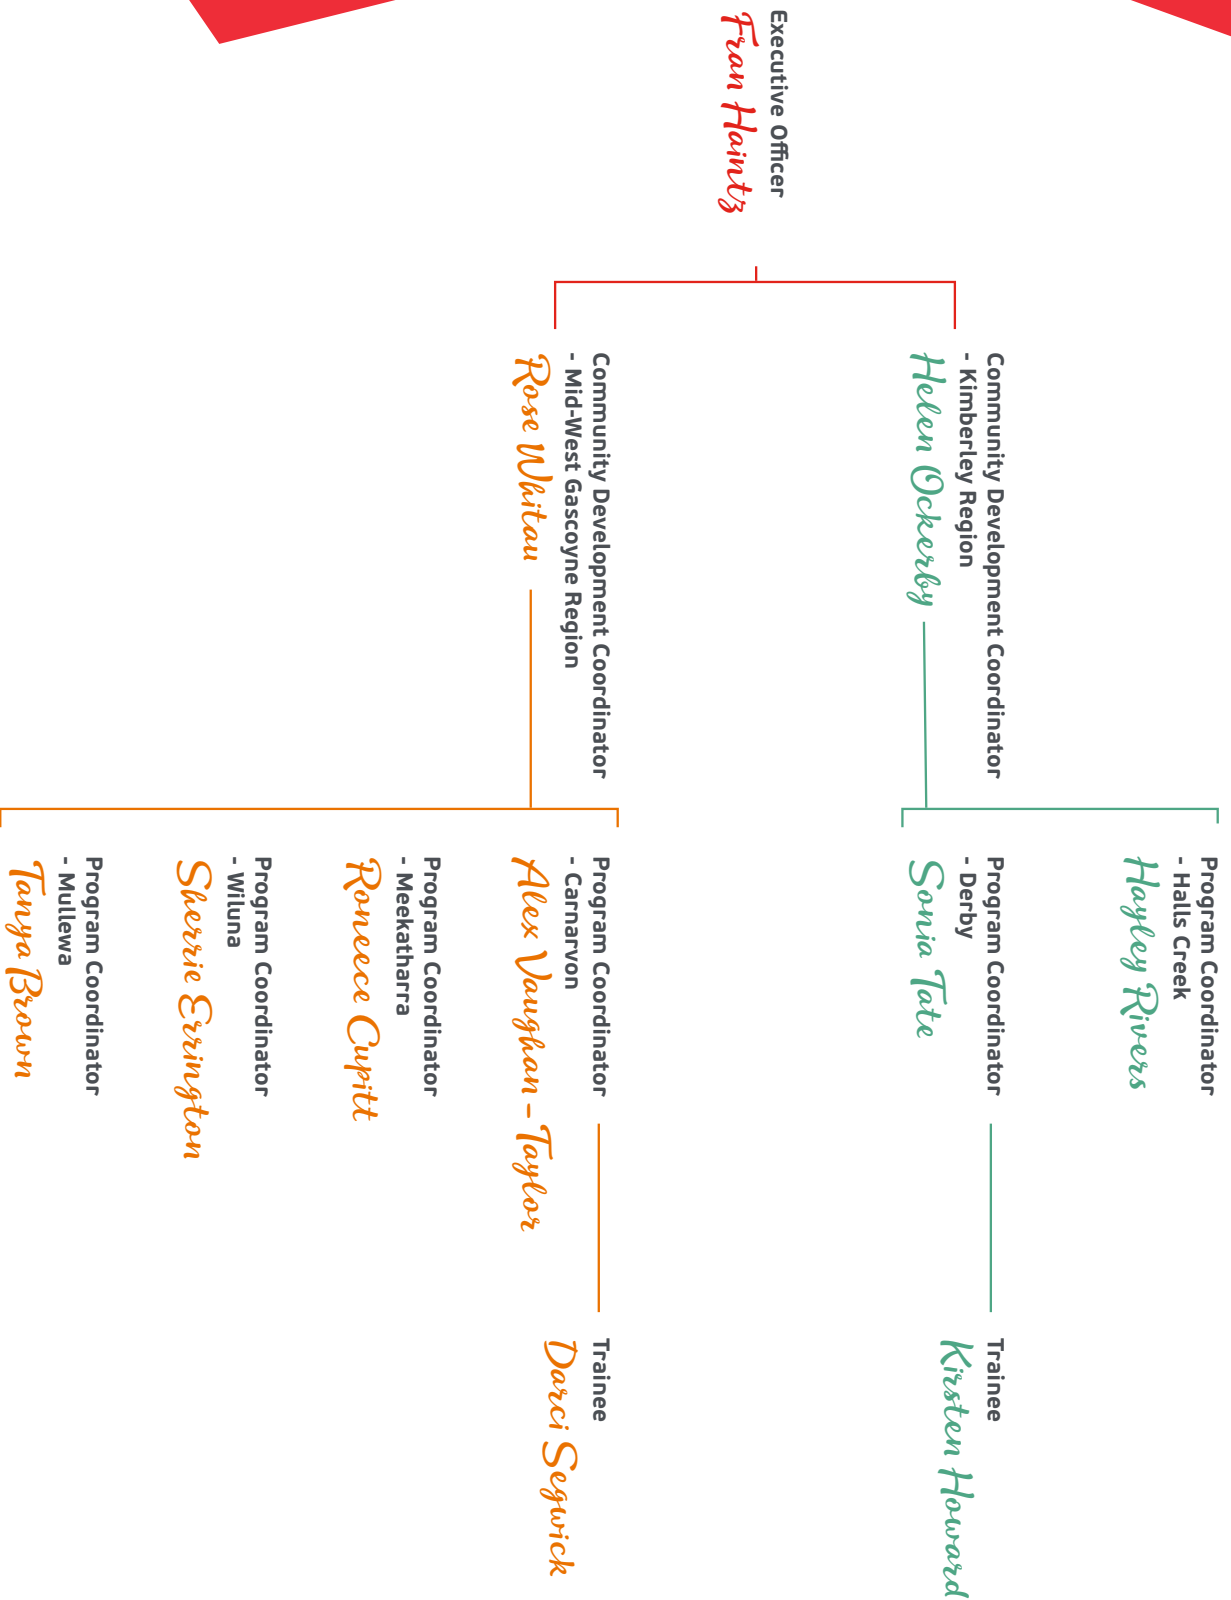 Executive Officer
Fran Haintz
Community Development Coordinator
- Kimberley Region
Helen Ockerby
Program Coordinator
- Halls Creek
Hayley Rivers
Program Coordinator
- Derby
Sonia Tate
Trainee
Kirsten Howard
Community Development Coordinator
- Mid-West Gascoyne Region
Rose Whitau
Program Coordinator
- Carnarvon
Alex Vaughan-Taylor
Trainee
Darci Segwick
Program Coordinator
- Meekatharra
Roneece Cupitt
Program Coordinator
- Wiluna
Sherrie Errington
Program Coordinator
- Mullewa
Tanya Brown